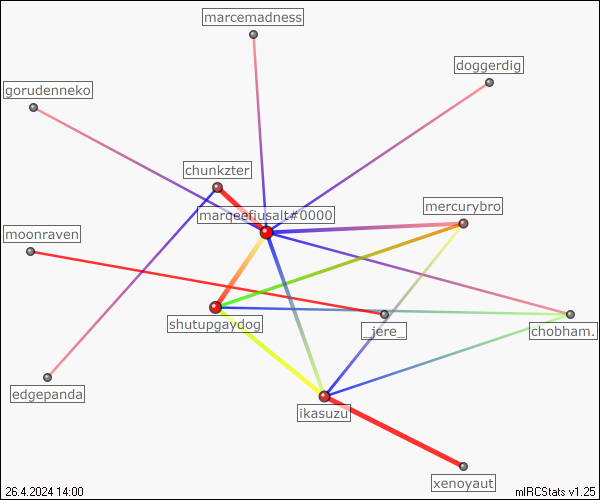 marcemadness
doggerdig
gorudenneko
chunkzter
mercurybro
marqeefiusalt#0000
moonraven
shutupgaydog
_jere_
chobham.
edgepanda
ikasuzu
xenoyaut
26.4.2024 14:00
mIRCStats v1.25